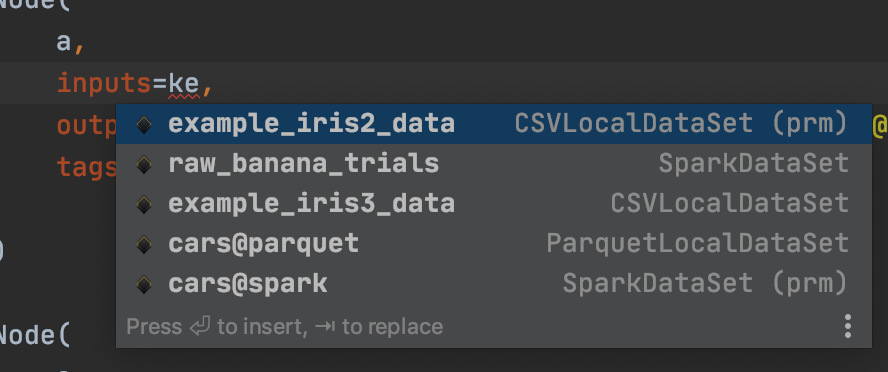 Node(
a,
inputs=ke,
outp
example_iris2_data CSVLocalDataSet (prm)
@
raw_banana_trials SparkDataSet
tags
example_iris3_data CSVLocalDataSet
cars@parquet ParquetLocalDataSet
)
cars@spark SparkDataSet (prm)
Press ⏎ to insert, ⇥ to replace
Node(